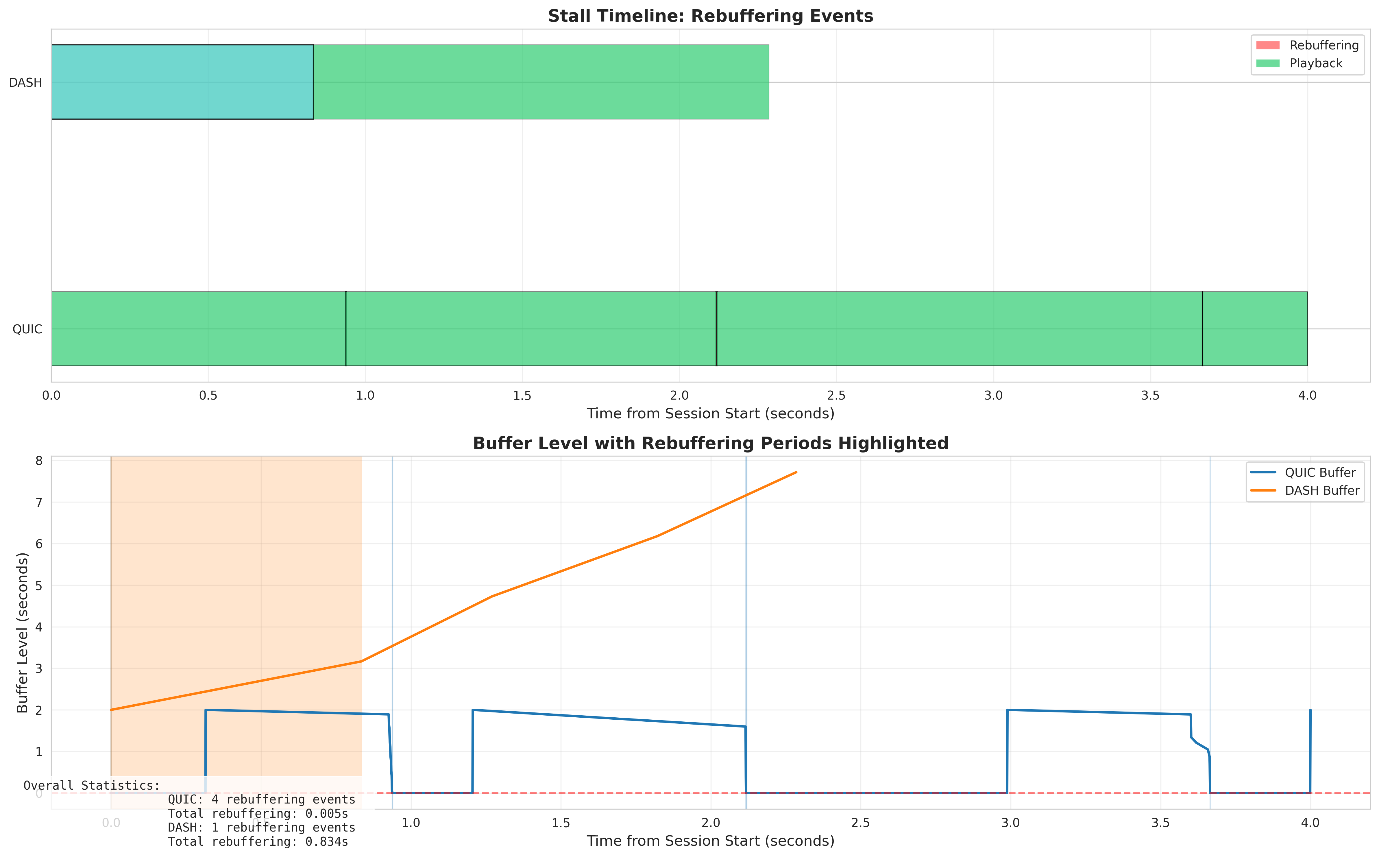 Stall Timeline: Rebuffering Events
Rebuffering
Playback
DASH
QUIC
0.0 0.5 1.0 1.5 2.0 2.5 3.0 3.5 4.0
Time from Session Start (seconds)
Buffer Level with Rebuffering Periods Highlighted
QUIC Buffer
DASH Buffer
8
7
6
5
4
3
2
1
0
Buffer Level (seconds)
Overall Statistics:
QUIC: 4 rebuffering events
Total rebuffering: 0.005s
DASH: 1 rebuffering events
Total rebuffering: 0.834s
0.0 1.0 1.5 2.0 2.5 3.0 3.5 4.0
Time from Session Start (seconds)